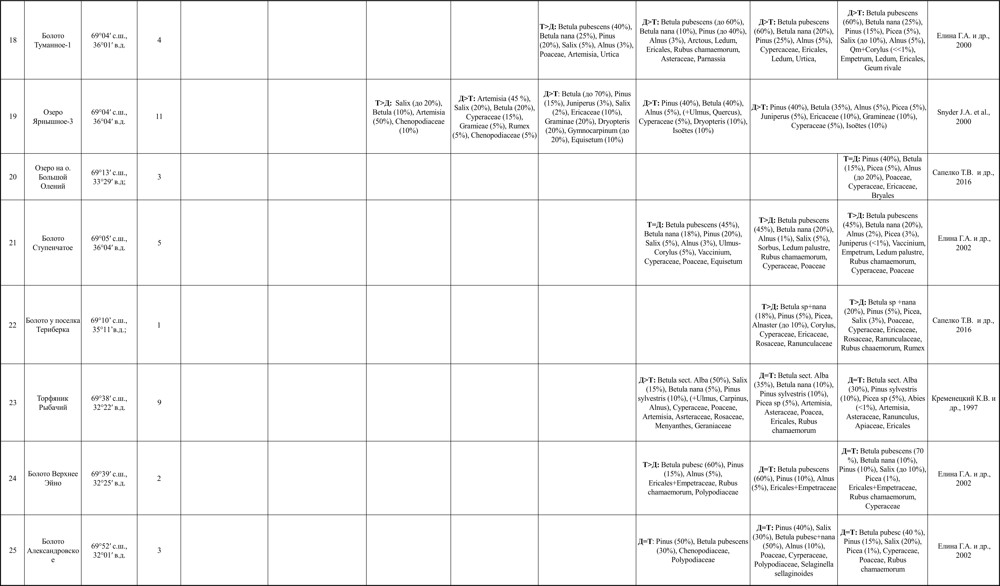 18
Болото
Туманное-1
69°04′ с.ш.,
36°01′ в.д.
4
Т>Д: Betula pubescens (40%),
Betula nana (25%), Pinus
(20%), Salix (5%), Alnus (3%),
Poaceae, Artemisia, Urtica
Д>Т: Betula pubescens (до 60%),
Betula nana (10%), Pinus (до 40%),
Alnus (3%), Arctous, Ledum,
Ericales, Rubus chamaemorum,
Asteraceae, Parnassia
Д>Т: Betula pubescens
(60%), Betula nana (20%),
Pinus (25%), Alnus (5%),
Cypercaceae, Ericales,
Ledum, Urtica,
Д>Т: Betula pubescens
(60%), Betula nana (25%),
Pinus (15%), Picea (5%),
Salix (до 10%), Alnus (5%),
Qm+Corylus (<<1%),
Empetrum, Ledum, Ericales,
Geum rivale
Елина Г.А. и др.,
2000
19
Озеро
Ярнышное-3
69°04′ с.ш.,
36°04′ в.д.
11
Т>Д: Salix (до 20%),
Betula (10%), Artemisia
(50%), Chenopodiaceae
(10%)
Д>Т: Artemisia (45 %),
Salix (20%), Betula (20%),
Cyperaceae (15%),
Gramieae (5%), Rumex
(5%), Chenopodiaceae (5%)
Д>Т: Betula (до 70%), Pinus
(15%), Juniperus (3%), Salix
(2%), Ericaceae (10%),
Graminae (20%), Dryopteris
(20%), Gymnocarpinum (до
20%), Equisetum (10%)
Д>Т: Pinus (40%), Betula (40%),
Alnus (5%), (+Ulmus, Quercus),
Cyperaceae (5%), Dryopteris (10%),
Isoëtes (10%)
Д>Т: Pinus (40%), Betula (35%), Alnus (5%), Picea (5%),
Juniperus (5%), Ericaceae (10%), Gramineae (10%),
Cyperaceae (5%), Isoëtes (10%)
Snyder J.A. et al.,
2000
20
Озеро на о.
Большой
Олений
69°13′ с.ш.,
33°29′ в.д;
3
Т=Д: Pinus (40%), Betula
(15%), Picea (5%), Alnus
(до 20%), Poaceae,
Cyperaceae, Ericaceae,
Bryales
Сапелко Т.В. и др.,
2016
21
Болото
Ступенчатое
69°05′ с.ш.,
36°04′ в.д.
5
Т=Д: Betula pubescens (45%),
Betula nana (18%), Pinus (20%),
Salix (5%), Alnus (3%), Ulmus-
Corylus (5%), Vaccinium,
Cyperaceae, Poaceae, Equisetum
Т>Д: Betula pubescens
(45%), Betula nana (20%),
Alnus (1%), Salix (5%),
Sorbus, Ledum palustre,
Rubus chamaemorum,
Cyperaceae, Poaceae
Т>Д: Betula pubescens
(45%), Betula nana (20%),
Alnus (2%), Picea (3%),
Juniperus (<1%), Vaccinium,
Empetrum, Ledum palustre,
Rubus chamaemorum,
Cyperaceae, Poaceae
Елина Г.А. и др.,
2002
22
Болото у поселка
Териберка
69°10’ с.ш.,
35°11’в.д.;
1
Т>Д: Betula sp+nana
(18%), Pinus (5%), Picea,
Alnaster (до 10%), Corylus,
Cyperaceae, Ericaceae,
Rosaceae, Ranunculaceae
Т>Д: Betula sp +nana
(20%), Pinus (5%), Picea,
Salix (3%), Poaceae,
Cyperaceae, Ericaceae,
Rosaceae, Ranunculaceae,
Rubus chaaemorum, Rumex
Сапелко Т.В. и др.,
2016
23
Торфяник
Рыбачий
69°38′ с.ш.,
32°22′ в.д.
9
Д>Т: Betula sect. Alba (50%), Salix
(15%), Betula nana (5%), Pinus
sylvestris (10%), (+Ulmus, Carpinus,
Alnus), Cyperaceae, Poaceae,
Artemisia, Asrteraceae, Rosaceae,
Menyanthes, Geraniaceae
Д=Т: Betula sect. Alba
(35%), Betula nana (10%),
Pinus sylvestris (10%),
Picea sp (5%), Artemisia,
Asteraceae, Poacea,
Ericales, Rubus
chamaemorum
Д=Т: Betula sect. Alba
(30%), Pinus sylvestris
(10%), Picea sp (5%), Abies
(<1%), Artemisia,
Asteraceae, Ranunculus,
Apiaceae, Ericales
Кременецкий К.В. и
др., 1997
24
Болото Верхнее
Эйно
69°39′ с.ш.,
32°25′ в.д.
2
Т>Д: Betula pubesc (60%), Pinus
(15%), Alnus (5%),
Ericales+Empetraceae, Rubus
chamaemorum, Polypodiaceae
Д=Т: Betula pubescens
(60%), Pinus (10%), Alnus
(5%), Ericales+Empetraceae
Д=Т: Betula pubescens (70
%), Betula nana (10%),
Pinus (10%), Salix (до 10%),
Picea (1%),
Ericales+Empetraceae,
Rubus chamaemorum,
Cyperaceae
Елина Г.А. и др.,
2002
25
Болото
Александровско
е
69°52′ с.ш.,
32°01′ в.д.
3
Д=Т: Pinus (50%), Betula pubescens
(30%), Chenopodiaceae,
Polypodiaceae
Д=Т: Pinus (40%), Salix
(30%), Betula pubesc+nana
(50%), Alnus (10%),
Poaceae, Cyrperaceae,
Polypodiaceae, Selaginella
sellaginoides
Д=Т: Betula pubesc (40 %),
Pinus (15%), Salix (20%),
Picea (1%), Cyperaceae,
Poaceae, Rubus
chamaemorum
Елина Г.А. и др.,
2002